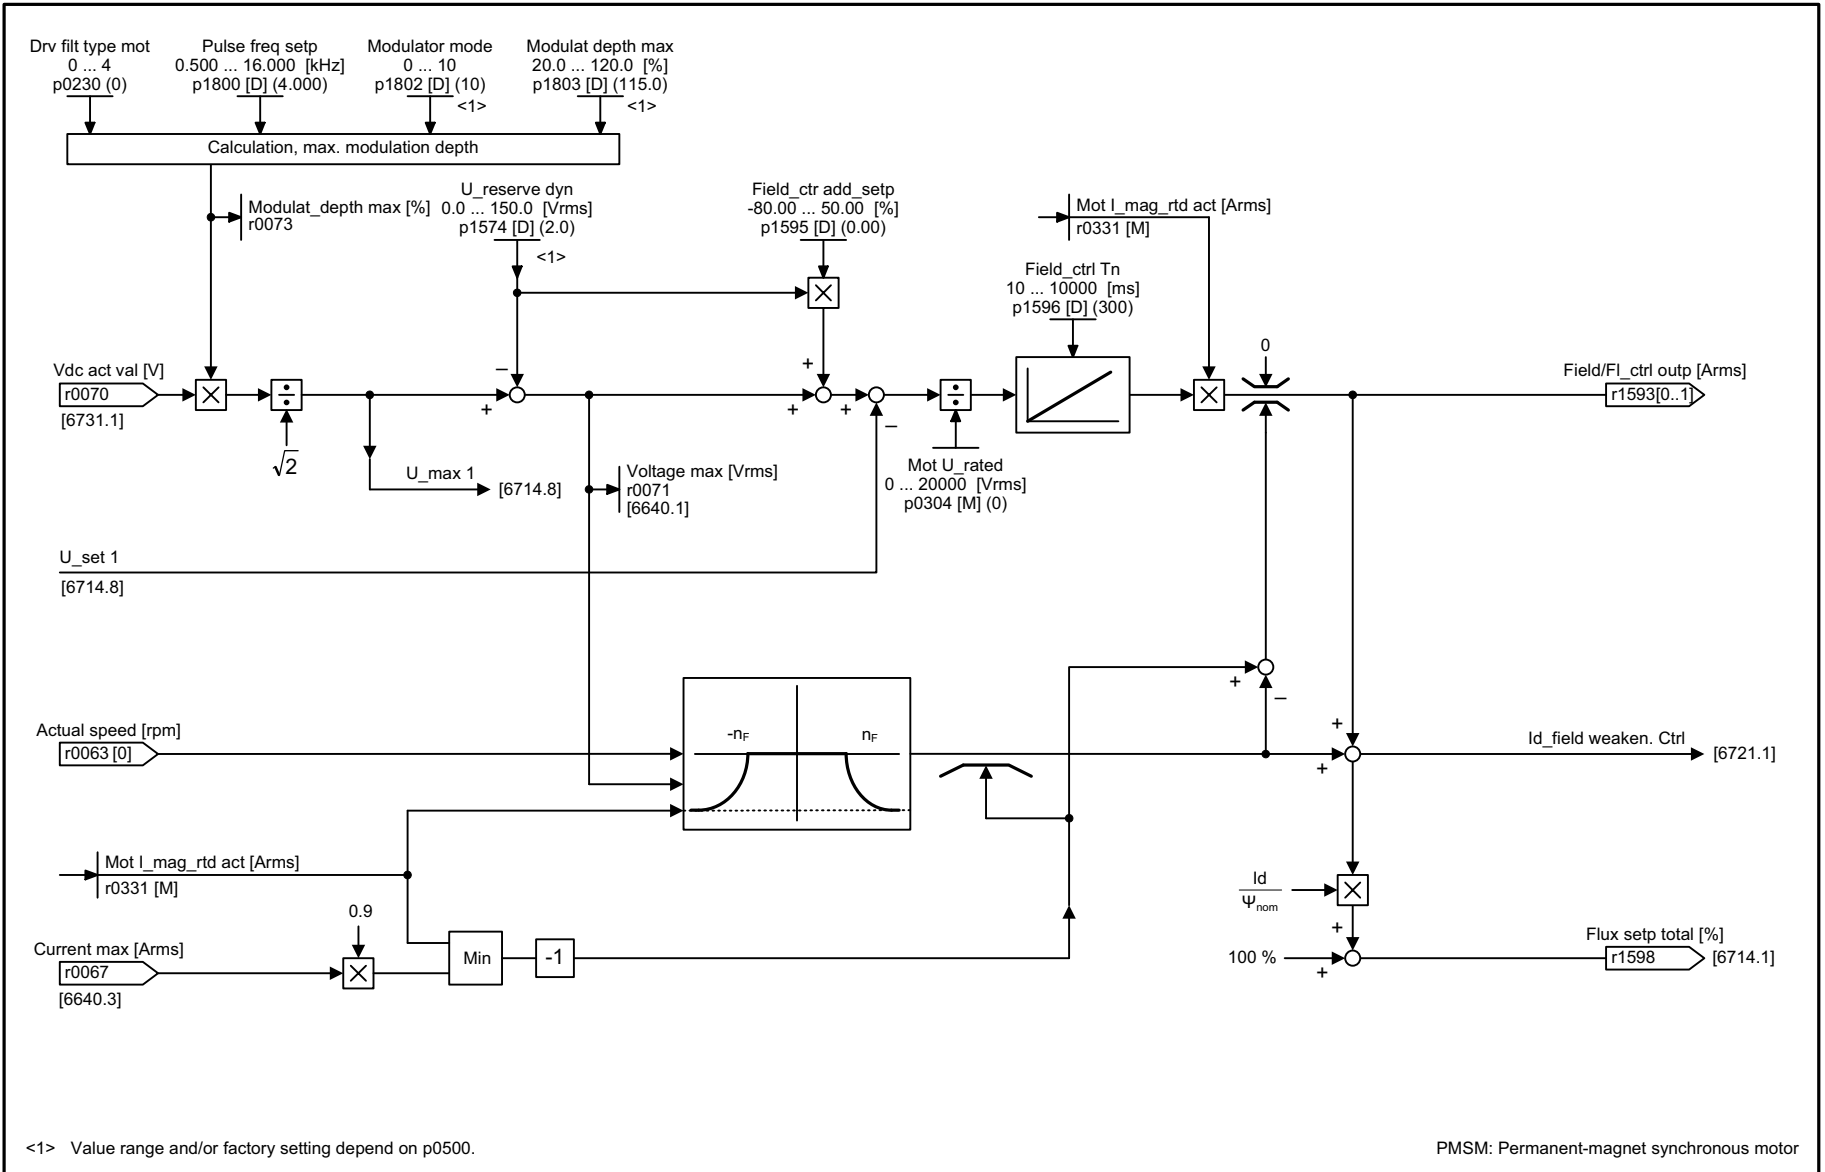 Drv filt type mot
0 ... 4
p0230 (0)
Pulse freq setp
0.500 ... 16.000 [kHz]
p1800 [D] (4.000)
Modulator mode
0 ... 10
p1802 [D] (10)
<1>
Modulat depth max
20.0 ... 120.0 [%]
p1803 [D] (115.0)
<1>
Calculation, max. modulation depth
Modulat_depth max [%]
r0073
U_reserve dyn
0.0 ... 150.0 [Vrms]
p1574 [D] (2.0)
<1>
Field_ctr add_setp
-80.00 ... 50.00 [%]
p1595 [D] (0.00)
Mot I_mag_rtd act [Arms]
r0331 [M]
Field_ctrl Tn
10 ... 10000 [ms]
p1596 [D] (300)
0
Vdc act val [V]
r0070
[6731.1]
×
÷
√2
–
+
×
+
+
+
–
÷
×
Field/Fl_ctrl outp [Arms]
r1593[0..1]
U_max 1
[6714.8]
Voltage max [Vrms]
r0071
[6640.1]
Mot U_rated
0 ... 20000 [Vrms]
p0304 [M] (0)
U_set 1
[6714.8]
+
–
Actual speed [rpm]
r0063 [0]
-nF
nF
+
+
Id_field weaken. Ctrl
[6721.1]
Mot I_mag_rtd act [Arms]
r0331 [M]
Id
Ψnom
×
0.9
Current max [Arms]
r0067
[6640.3]
×
Min
-1
100 %
+
+
Flux setp total [%]
r1598
[6714.1]
<1> Value range and/or factory setting depend on p0500.
PMSM: Permanent-magnet synchronous motor